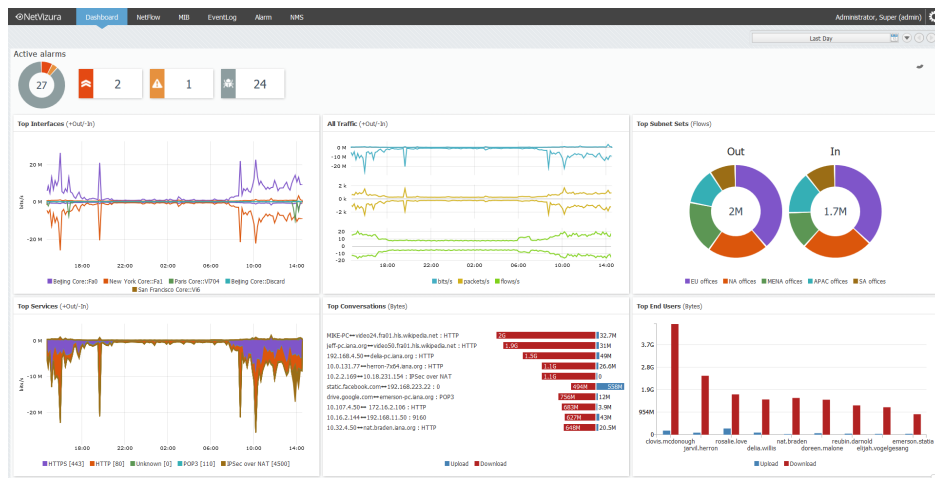 NetVizura Dashboard NetFlow MIB EventLog Alarm NMS Administrator, Super (admin)
Last Day
Active alarms
27 2 1 24
Top Interfaces (+Out/-In)
20 M
0 M
-20 M
bits/s
18:00 22:00 02:00 06:00 10:00 14:00
Beijing Core::Fa0 New York Core::Fa1 Paris Core::Vl704 Beijing Core::Discard
San Francisco Core::Vl6
All Traffic (+Out/-In)
0 M
-10 M
-20 M
2 k
0 k
-2 k
20
10
0
-10
-20
18:00 22:00 02:00 06:00 10:00 14:00
bits/s packets/s flows/s
Top Subnet Sets (Flows)
Out In
2M 1.7M
EU offices NA offices MENA offices APAC offices SA offices
Top Services (+Out/-In)
0 M
-10 M
-20 M
bits/s
18:00 22:00 02:00 06:00 10:00 14:00
HTTPS [443] HTTP [80] Unknown [0] POP3 [110] IPSec over NAT [4500]
Top Conversations (Bytes)
MIKE-PC↔video24.fra01.hls.wikipedia.net : HTTP 2G 32.7M
jeff-pc.iana.org↔video50.fra01.hls.wikipedia.net : HTTP 1.9G 31M
192.168.4.50↔delia-pc.iana.org : HTTP 1.5G 49M
10.0.131.77↔herron-7x64.iana.org : HTTP 1.1G 26.6M
10.2.2.169↔10.18.231.154 : IPSec over NAT 1.1G 0
static.facebook.com↔192.168.223.22 : 0 494M 558M
drive.google.com↔emerson-pc.iana.org : POP3 756M 12M
10.107.4.50↔172.16.2.106 : HTTP 683M 3.9M
10.16.2.144↔192.168.11.50 : 9160 627M 43M
10.32.4.50↔nat.braden.iana.org : HTTP 648M 20.5M
Upload Download
Top End Users (Bytes)
3.7G
2.8G
1.9G
954M
0
clovis.mcdonough rosalie.love nat.braden reubin.darnold emerson.statia
jarvil.herron delia.willis doreen.malone elijah.vogelgesang
Upload Download